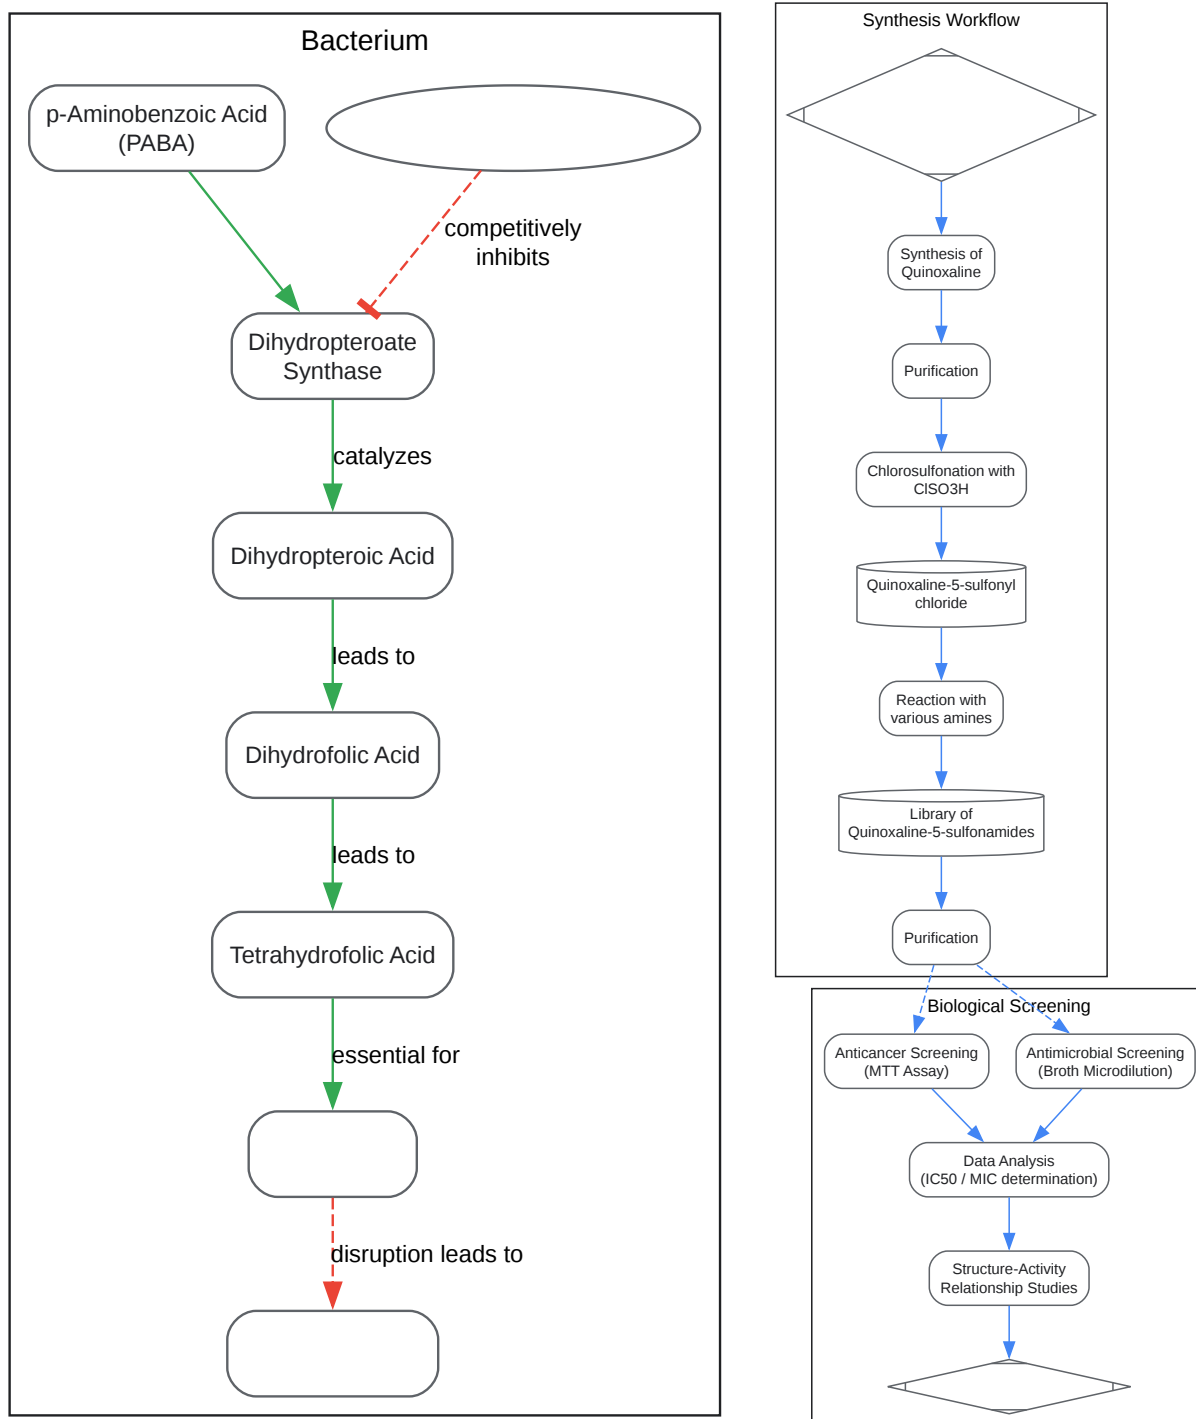 Bacterium
p-Aminobenzoic Acid
(PABA)
competitively
inhibits
Dihydropteroate
Synthase
catalyzes
Dihydropteroic Acid
leads to
Dihydrofolic Acid
leads to
Tetrahydrofolic Acid
essential for
disruption leads to
Synthesis Workflow
Synthesis of
Quinoxaline
Purification
Chlorosulfonation with
ClSO3H
Quinoxaline-5-sulfonyl
chloride
Reaction with
various amines
Library of
Quinoxaline-5-sulfonamides
Purification
Biological Screening
Anticancer Screening
(MTT Assay)
Antimicrobial Screening
(Broth Microdilution)
Data Analysis
(IC50 / MIC determination)
Structure-Activity
Relationship Studies